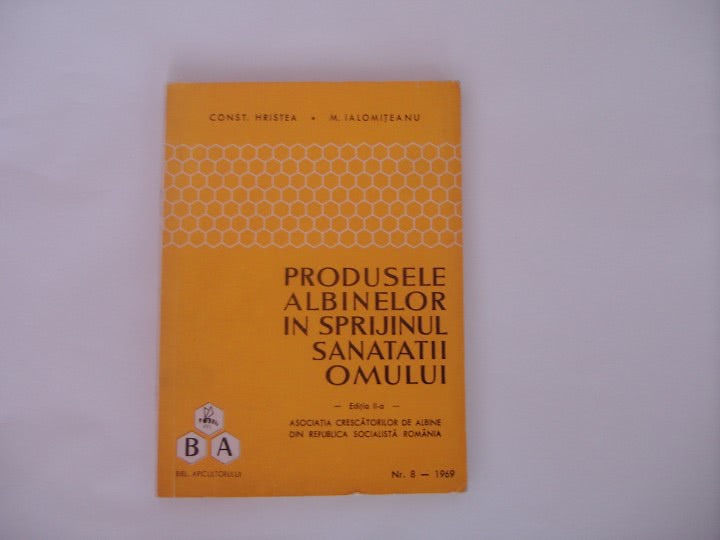 CONST. HRISTEA • M. IALOMIȚEANU
PRODUSELE
ALBINELOR
IN SPRIJINUL
SANATATII
OMULUI
— Ediția II-a —
ASOCIAȚIA CRESCĂTORILOR DE ALBINE
DIN REPUBLICA SOCIALISTĂ ROMÂNIA
B A
BIBL. APICULTORULUI
Nr. 8 — 1969